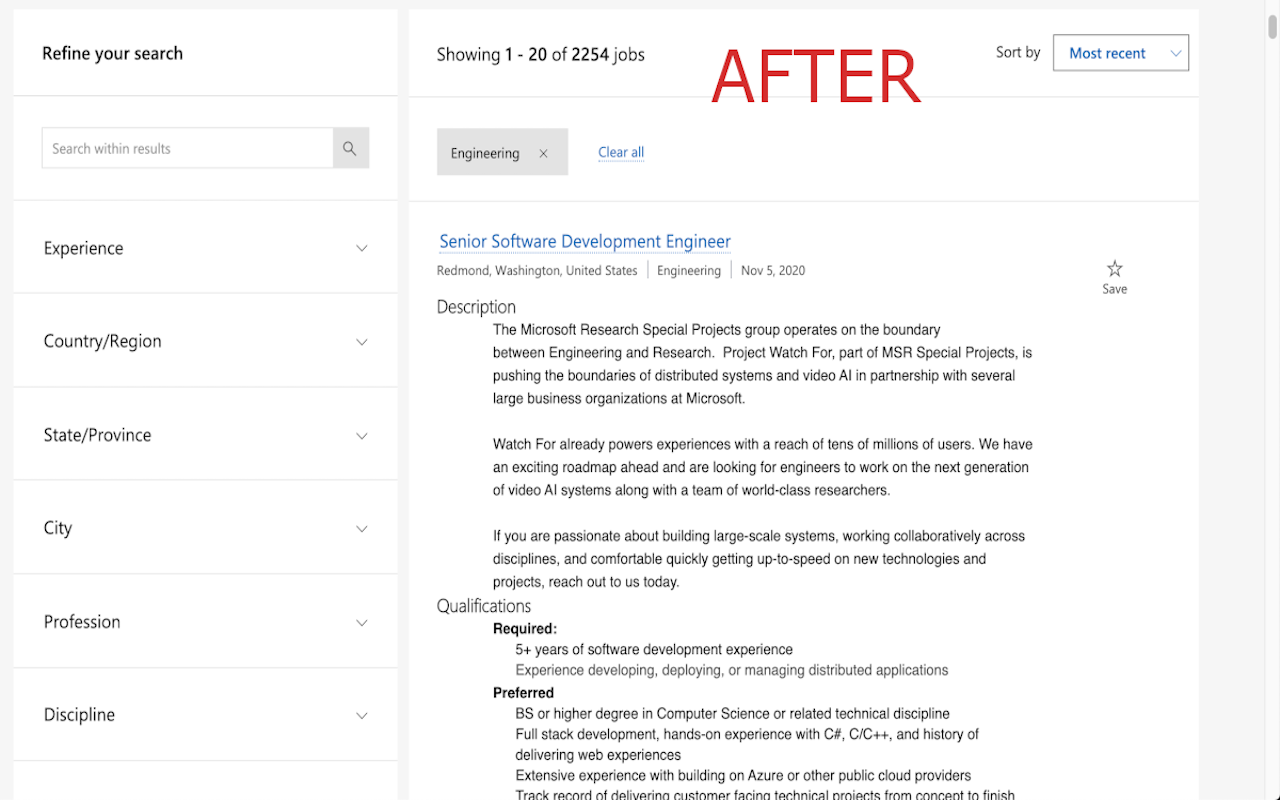 Refine your search
Search within results
Experience
Country/Region
State/Province
City
Profession
Discipline
Showing 1 - 20 of 2254 jobs
AFTER
Sort by
Most recent
Engineering
Clear all
Senior Software Development Engineer
Redmond, Washington, United States
Engineering
Nov 5, 2020
Save
Description
The Microsoft Research Special Projects group operates on the boundary
between Engineering and Research.  Project Watch For, part of MSR Special Projects, is
pushing the boundaries of distributed systems and video AI in partnership with several
large business organizations at Microsoft.
Watch For already powers experiences with a reach of tens of millions of users. We have
an exciting roadmap ahead and are looking for engineers to work on the next generation
of video AI systems along with a team of world-class researchers.
If you are passionate about building large-scale systems, working collaboratively across
disciplines, and comfortable quickly getting up-to-speed on new technologies and
projects, reach out to us today.
Qualifications
Required:
5+ years of software development experience
Experience developing, deploying, or managing distributed applications
Preferred
BS or higher degree in Computer Science or related technical discipline
Full stack development, hands-on experience with C#, C/C++, and history of
delivering web experiences
Extensive experience with building on Azure or other public cloud providers
Track record of delivering customer facing technical projects from concept to finish